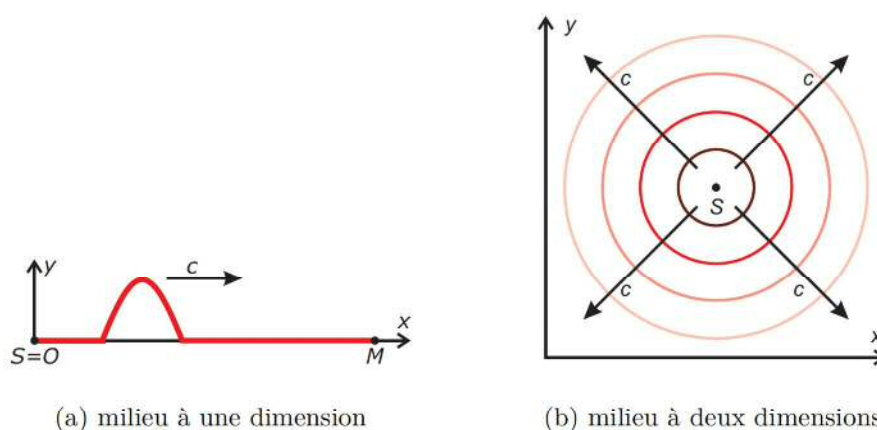 y
c
x
S=O
M
(a) milieu à une dimension
y
c
c
S
c
c
x
(b) milieu à deux dimensions